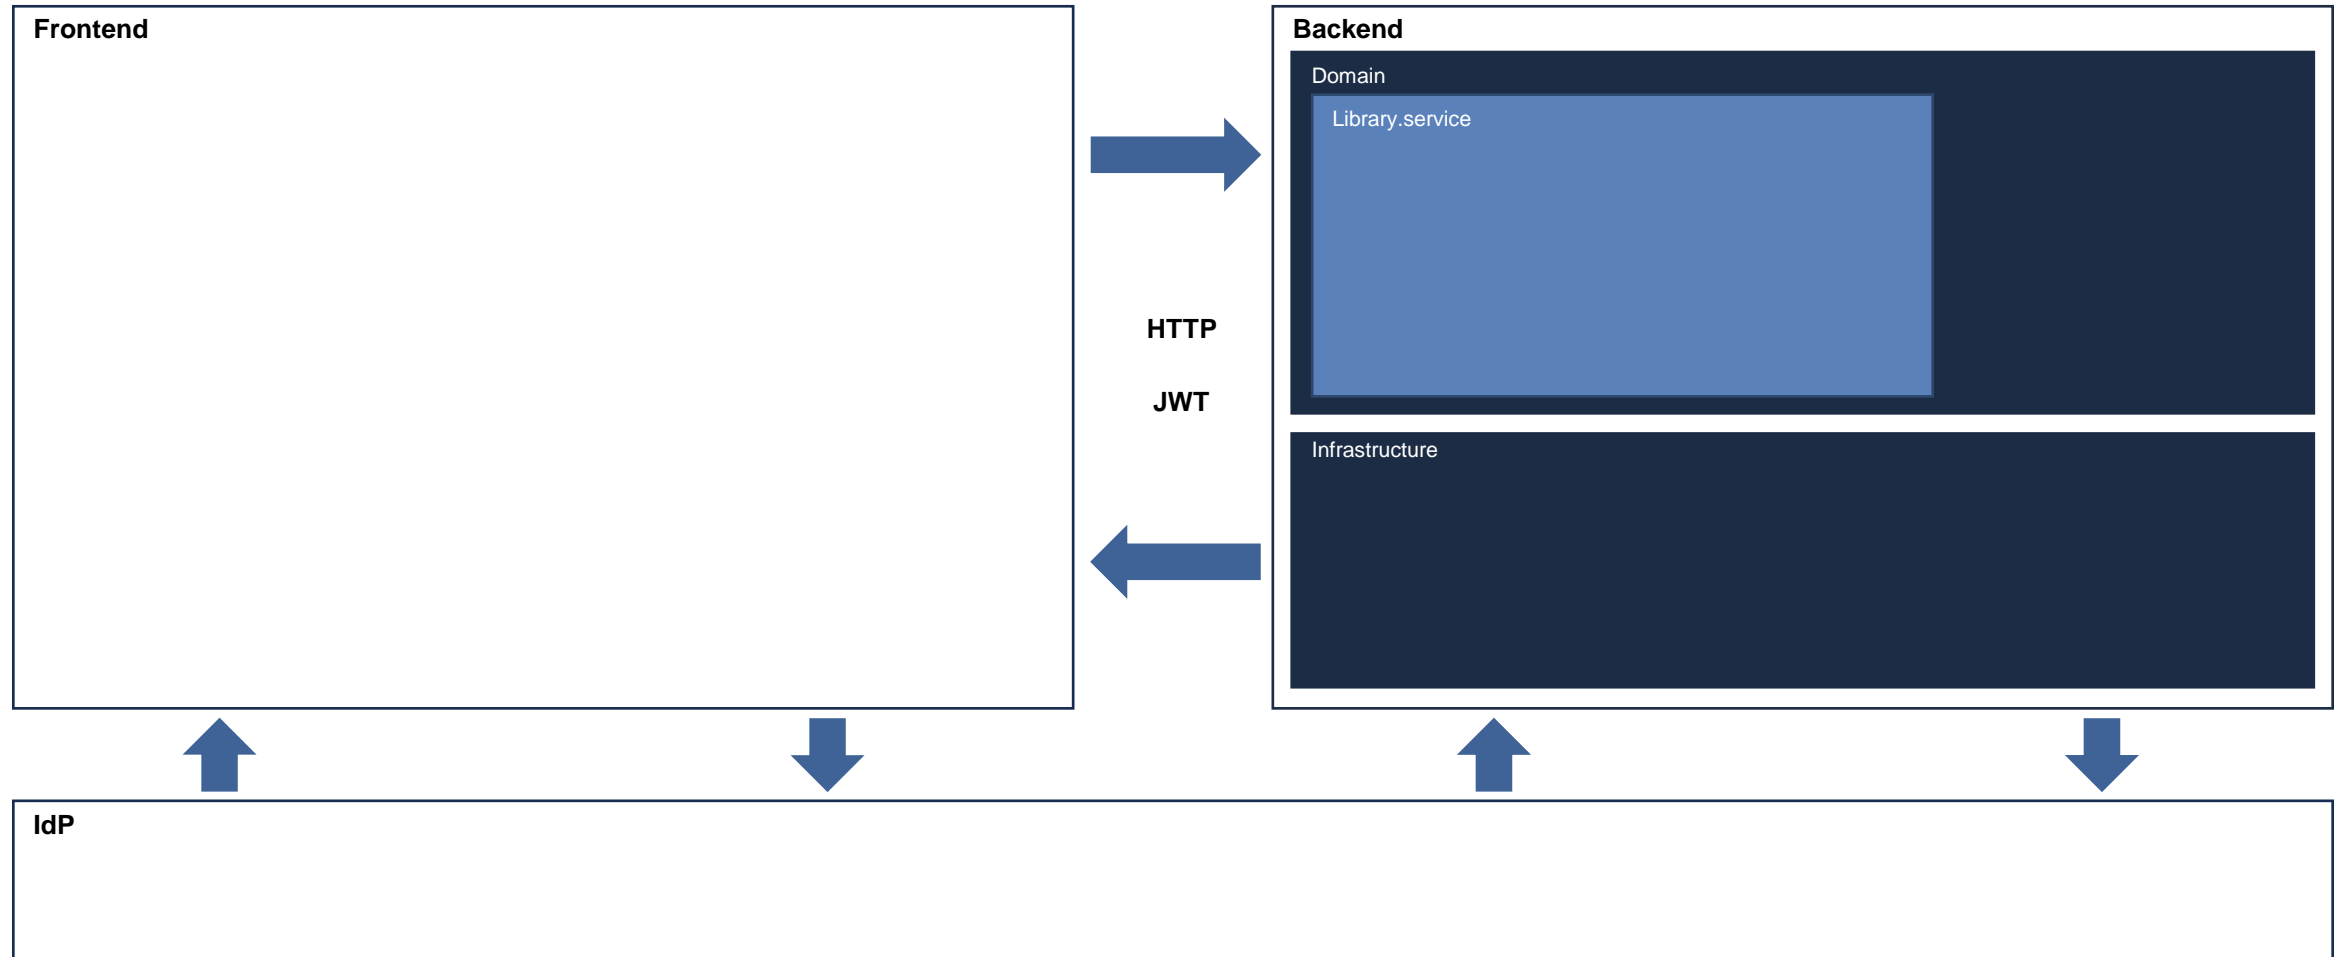 Frontend
Backend
Domain
Library.service
HTTP
JWT
Infrastructure
IdP